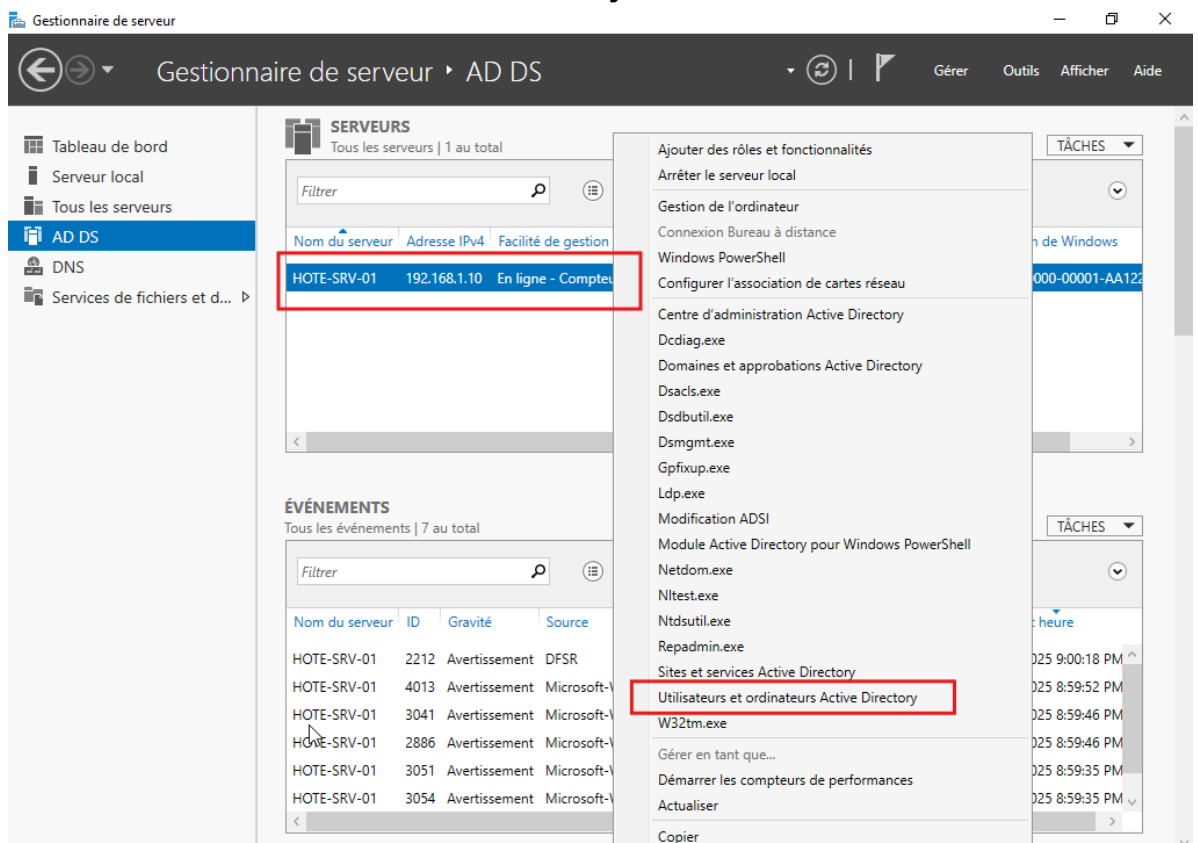 Gestionnaire de serveur
Gestionnaire de serveur ‣ AD DS
Gérer Outils Afficher Aide
Tableau de bord
Serveur local
Tous les serveurs
AD DS
DNS
Services de fichiers et d...
SERVEURS
Tous les serveurs | 1 au total
TÂCHES
Filtrer
Nom du serveur Adresse IPv4 Facilité de gestion de Windows
HOTE-SRV-01 192.168.1.10 En ligne - 000-00001-AA122
ÉVÉNEMENTS
Tous les événements | 7 au total
TÂCHES
Filtrer
Nom du serveur ID Gravité Source heure
HOTE-SRV-01 2212 Avertissement DFSR 025 9:00:18 PM
HOTE-SRV-01 4013 Avertissement 025 8:59:52 PM
HOTE-SRV-01 3041 Avertissement 025 8:59:46 PM
HOTE-SRV-01 2886 Avertissement 025 8:59:46 PM
HOTE-SRV-01 3051 Avertissement 025 8:59:35 PM
HOTE-SRV-01 3054 Avertissement 025 8:59:35 PM
Ajouter des rôles et fonctionnalités
Arrêter le serveur local
Gestion de l'ordinateur
Connexion Bureau à distance
Windows PowerShell
Configurer l'association de cartes réseau
Centre d'administration Active Directory
Dcdiag.exe
Domaines et approbations Active Directory
Dsacls.exe
Dsdbutil.exe
Dsmgmt.exe
Gpfixup.exe
Ldp.exe
Modification ADSI
Module Active Directory pour Windows PowerShell
Netdom.exe
Nltest.exe
Ntdsutil.exe
Repadmin.exe
Sites et services Active Directory
Utilisateurs et ordinateurs Active Directory
W32tm.exe
Gérer en tant que...
Démarrer les compteurs de performances
Actualiser
Copier